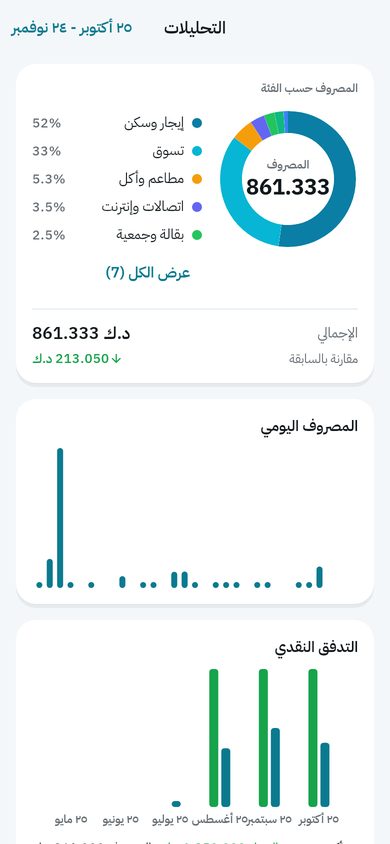 التحليلات
٢٥ أكتوبر - ٢٤ نوفمبر
المصروف حسب الفئة
المصروف
861.333
إيجار وسكن 52%
تسوق 33%
مطاعم وأكل 5.3%
اتصالات وإنترنت 3.5%
بقالة وجمعية 2.5%
عرض الكل (7)
الإجمالي 861.333 د.ك
مقارنة بالسابقة ↓ 213.050 د.ك
المصروف اليومي
التدفق النقدي
٢٥ أكتوبر ٢٥ سبتمبر ٢٥ أغسطس ٢٥ يوليو ٢٥ يونيو ٢٥ مايو